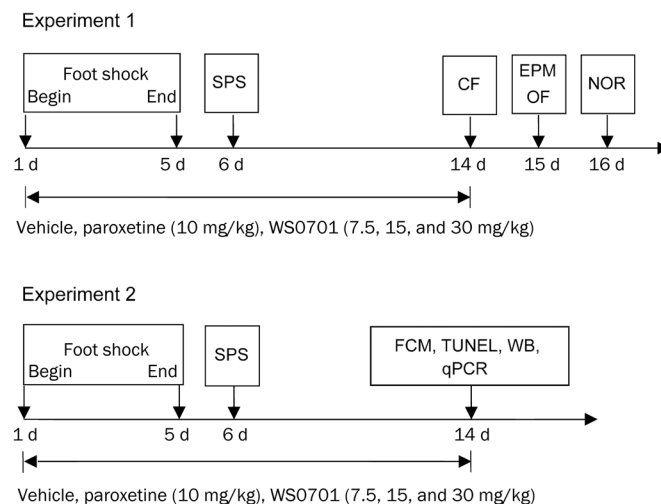 Experiment 1
Foot shock
Begin End
SPS
CF
EPM
OF
NOR
1 d 5 d 6 d 14 d 15 d 16 d
Vehicle, paroxetine (10 mg/kg), WS0701 (7.5, 15, and 30 mg/kg)
Experiment 2
Foot shock
Begin End
SPS
FCM, TUNEL, WB,
qPCR
1 d 5 d 6 d 14 d
Vehicle, paroxetine (10 mg/kg), WS0701 (7.5, 15, and 30 mg/kg)